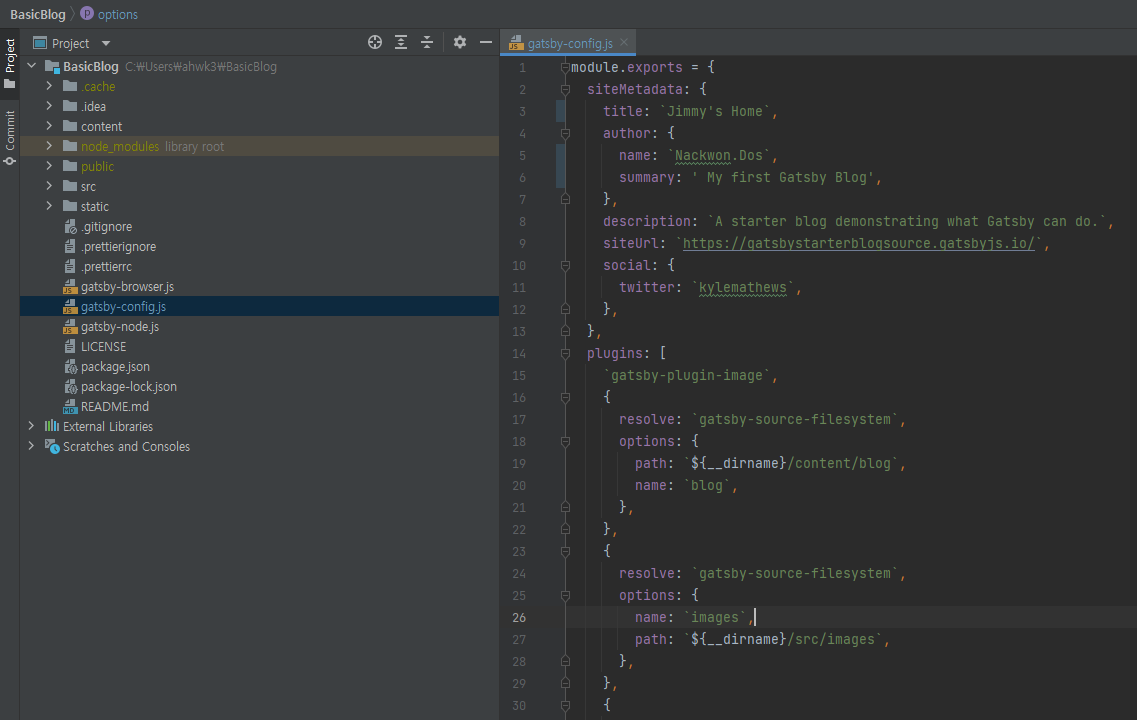 BasicBlog options
Project
Commit
Project
BasicBlog C:₩Users₩ahwk3₩BasicBlog
.cache
.idea
content
node_modules library root
public
src
static
.gitignore
.prettierignore
.prettierrc
gatsby-browser.js
gatsby-config.js
gatsby-node.js
LICENSE
package.json
package-lock.json
README.md
External Libraries
Scratches and Consoles
gatsby-config.js
1 module.exports = {
2 siteMetadata: {
3 title: `Jimmy's Home`,
4 author: {
5 name: `Nackwon.Dos`,
6 summary: ' My first Gatsby Blog',
7 },
8 description: `A starter blog demonstrating what Gatsby can do.`,
9 siteUrl: `https://gatsbystarterblogsource.gatsbyjs.io/`,
10 social: {
11 twitter: `kylemathews`,
12 },
13 },
14 plugins: [
15 `gatsby-plugin-image`,
16 {
17 resolve: `gatsby-source-filesystem`,
18 options: {
19 path: `${__dirname}/content/blog`,
20 name: `blog`,
21 },
22 },
23 {
24 resolve: `gatsby-source-filesystem`,
25 options: {
26 name: `images`,
27 path: `${__dirname}/src/images`,
28 },
29 },
30 {